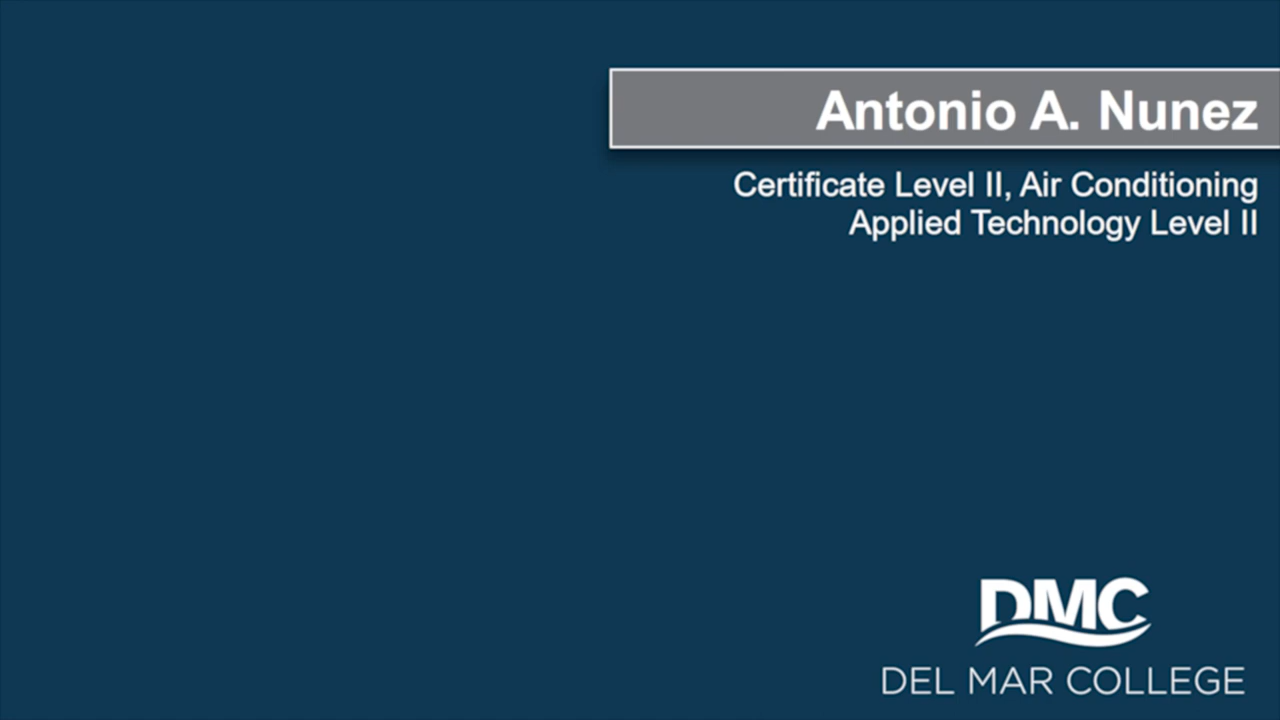 Antonio A. Nunez
Certificate Level II, Air Conditioning
Applied Technology Level II
DMC
DEL MAR COLLEGE